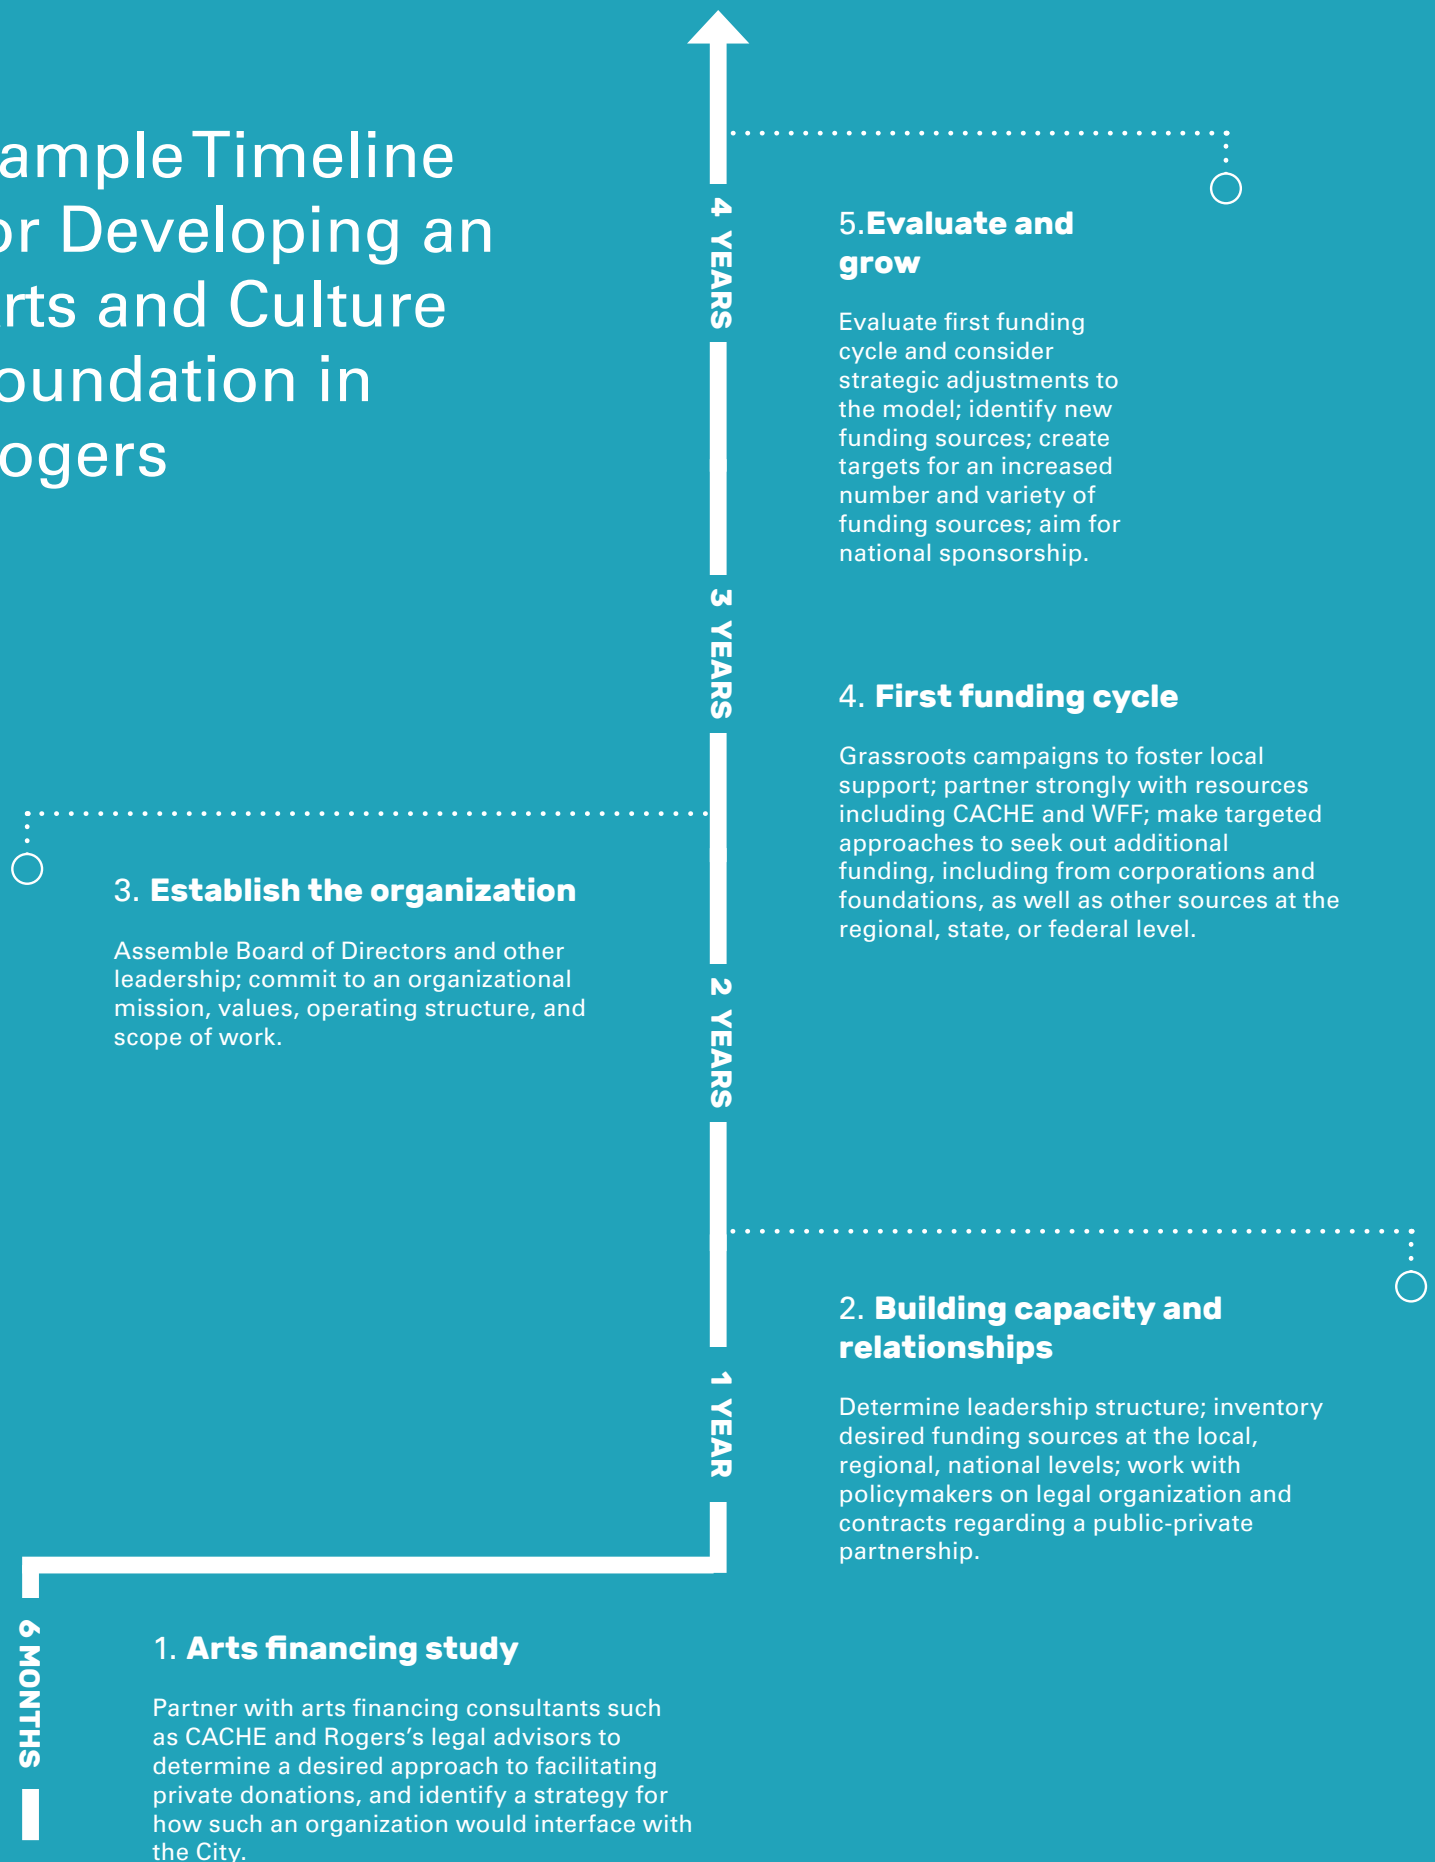 ample Timeline
or Developing an
rts and Culture
oundation in
ogers
4 YEARS
5.Evaluate and
grow
Evaluate first funding
cycle and consider
strategic adjustments to
the model; identify new
funding sources; create
targets for an increased
number and variety of
funding sources; aim for
national sponsorship.
3 YEARS
4. First funding cycle
Grassroots campaigns to foster local
support; partner strongly with resources
including CACHE and WFF; make targeted
approaches to seek out additional
funding, including from corporations and
foundations, as well as other sources at the
regional, state, or federal level.
3. Establish the organization
Assemble Board of Directors and other
leadership; commit to an organizational
mission, values, operating structure, and
scope of work.
2 YEARS
2. Building capacity and
relationships
Determine leadership structure; inventory
desired funding sources at the local,
regional, national levels; work with
policymakers on legal organization and
contracts regarding a public-private
partnership.
1 YEAR
6 MONTHS
1. Arts financing study
Partner with arts financing consultants such
as CACHE and Rogers’s legal advisors to
determine a desired approach to facilitating
private donations, and identify a strategy for
how such an organization would interface with
the City.